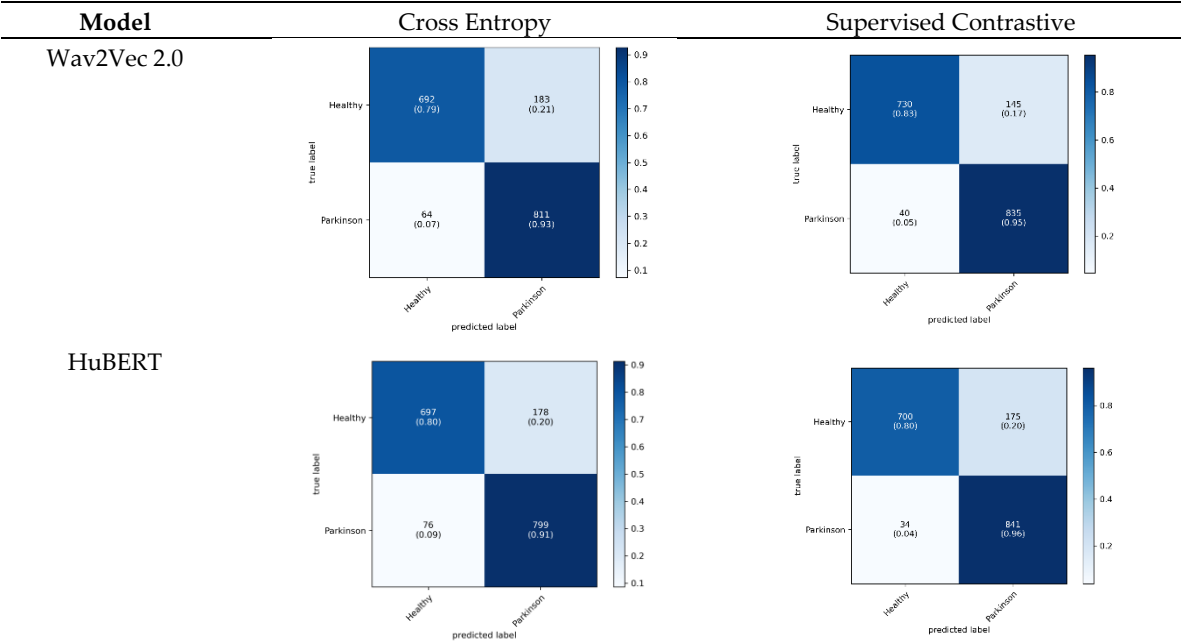 Model Cross Entropy Supervised Contrastive
Wav2Vec 2.0
true label
Healthy 692 183
(0.79) (0.21)
Parkinson 64 811
(0.07) (0.93)
Healthy Parkinson
predicted label
0.9
0.8
0.7
0.6
0.5
0.4
0.3
0.2
0.1
true label
Healthy 730 145
(0.83) (0.17)
Parkinson 40 835
(0.05) (0.95)
Healthy Parkinson
predicted label
0.8
0.6
0.4
0.2
HuBERT
true label
Healthy 697 178
(0.80) (0.20)
Parkinson 76 799
(0.09) (0.91)
Healthy Parkinson
predicted label
0.9
0.8
0.7
0.6
0.5
0.4
0.3
0.2
0.1
true label
Healthy 700 175
(0.80) (0.20)
Parkinson 34 841
(0.04) (0.96)
Healthy Parkinson
predicted label
0.8
0.6
0.4
0.2